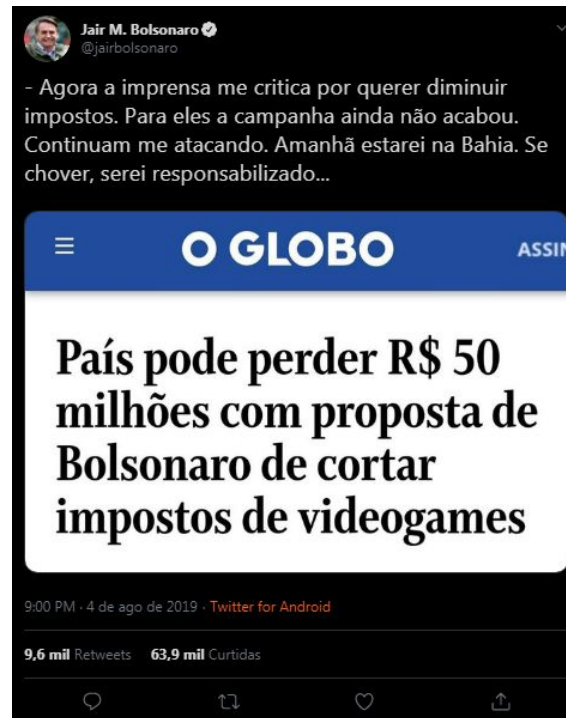 Jair M. Bolsonaro
@jairbolsonaro
- Agora a imprensa me critica por querer diminuir
impostos. Para eles a campanha ainda não acabou.
Continuam me atacando. Amanhã estarei na Bahia. Se
chover, serei responsabilizado...
O GLOBO ASSIN
País pode perder R$ 50
milhões com proposta de
Bolsonaro de cortar
impostos de videogames
9:00 PM · 4 de ago de 2019 · Twitter for Android
9,6 mil Retweets 63,9 mil Curtidas